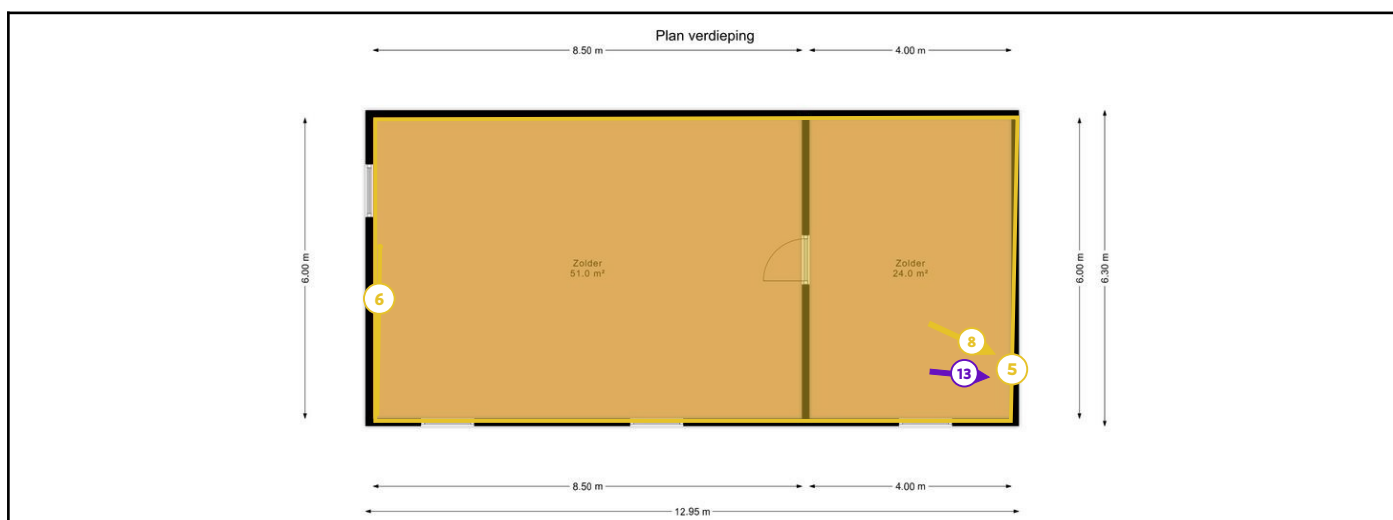 Plan verdieping
8.50 m
4.00 m
6.00 m
6.00 m
6.30 m
Zolder
51.0 m²
Zolder
24.0 m²
6
8
13
5
8.50 m
4.00 m
12.95 m